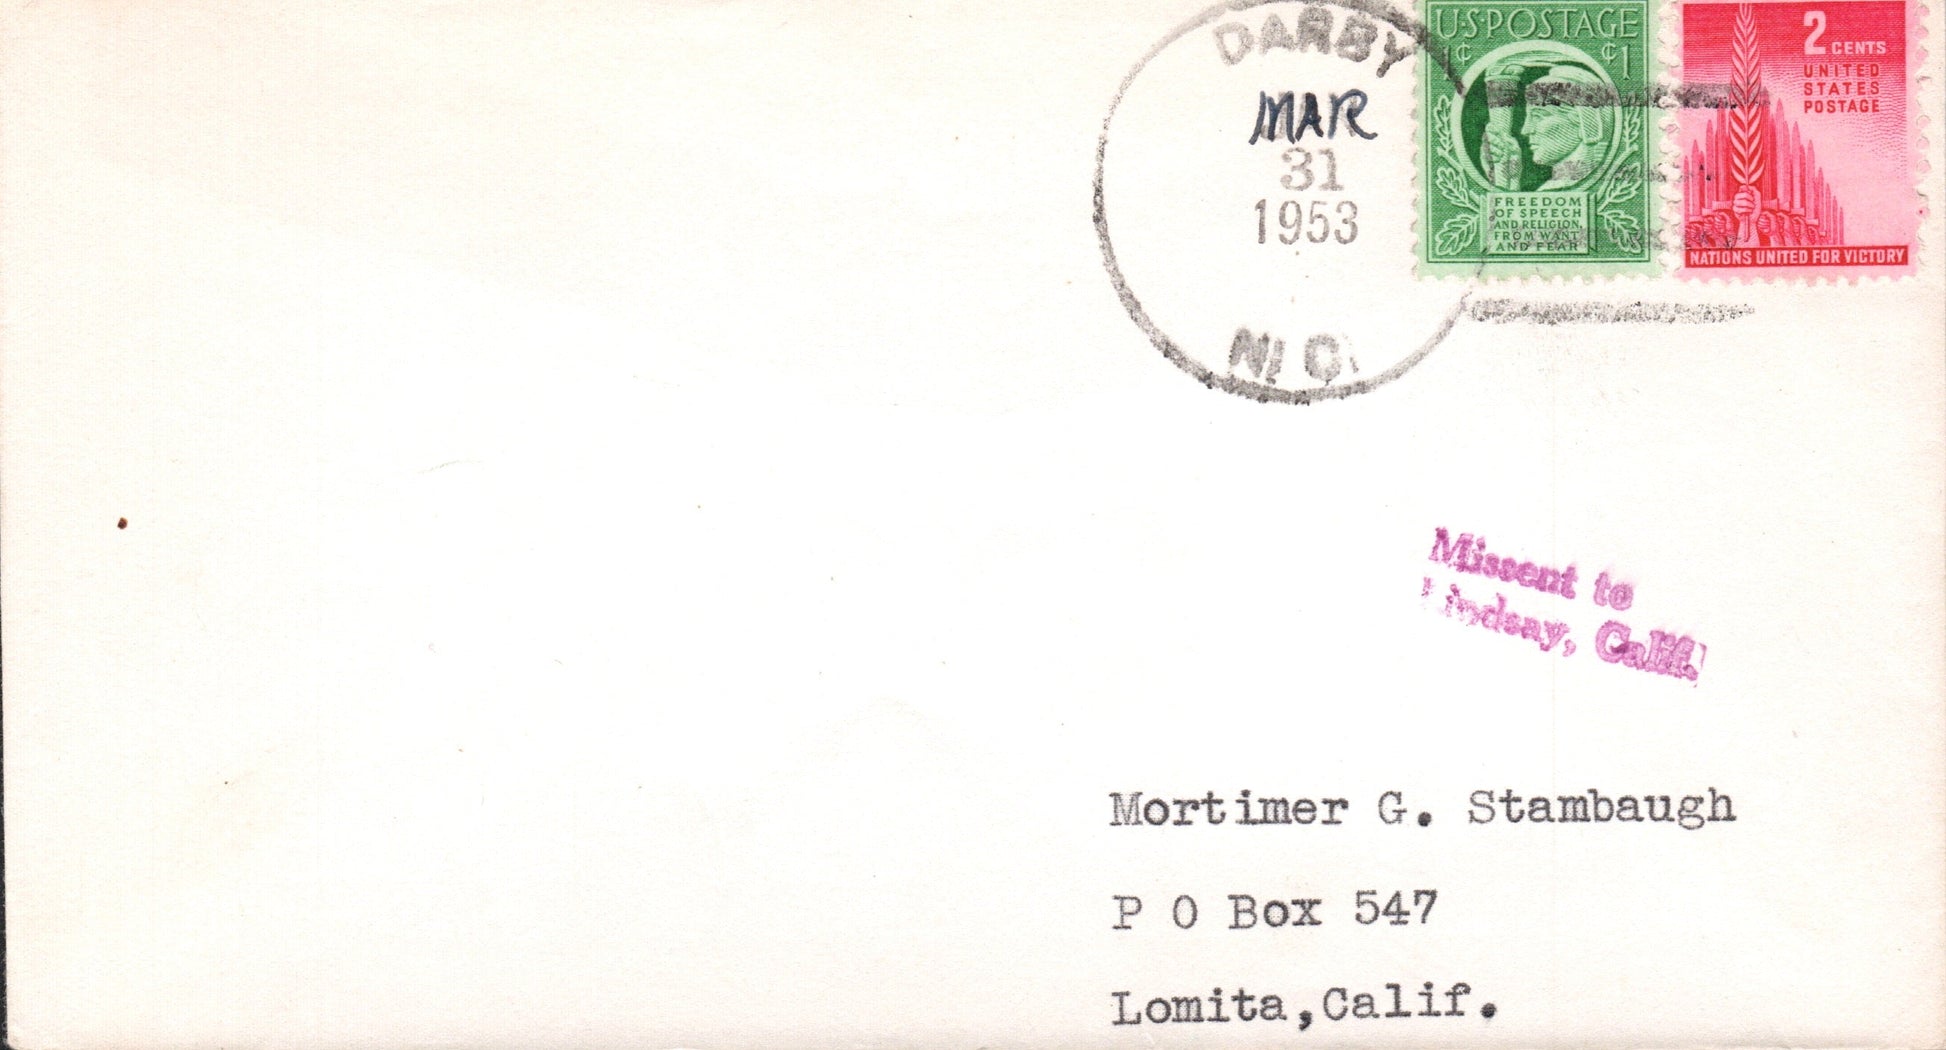 DARBY
MAR
31
1953
N. C.
U.S. POSTAGE
1¢ ¢1
FREEDOM
OF SPEECH
AND RELIGION,
FROM WANT
AND FEAR
2 CENTS
UNITED
STATES
POSTAGE
NATIONS UNITED FOR VICTORY
Missent to
Lindsay, Calif.
Mortimer G. Stambaugh
P O Box 547
Lomita,Calif.